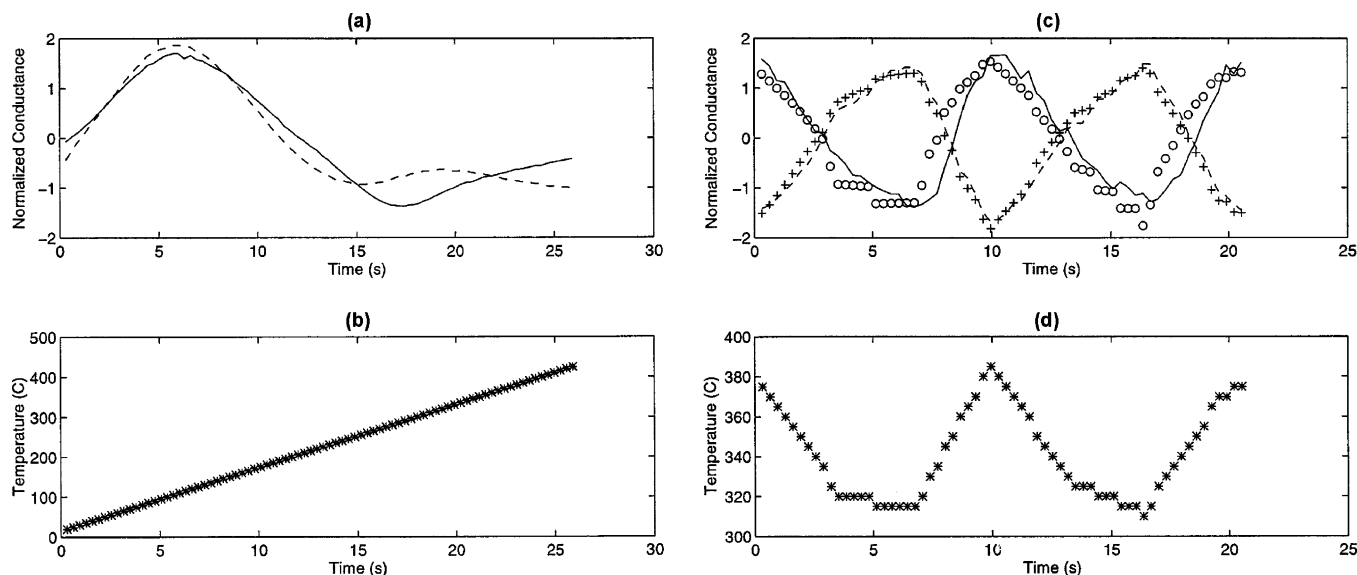 (a)
2
1
0
-1
-2
Normalized Conductance
0 5 10 15 20 25 30
Time (s)
(b)
500
400
300
200
100
0
Temperature (C)
0 5 10 15 20 25 30
Time (s)
(c)
2
1
0
-1
-2
Normalized Conductance
0 5 10 15 20 25
Time (s)
(d)
400
380
360
340
320
300
Temperature (C)
0 5 10 15 20 25
Time (s)